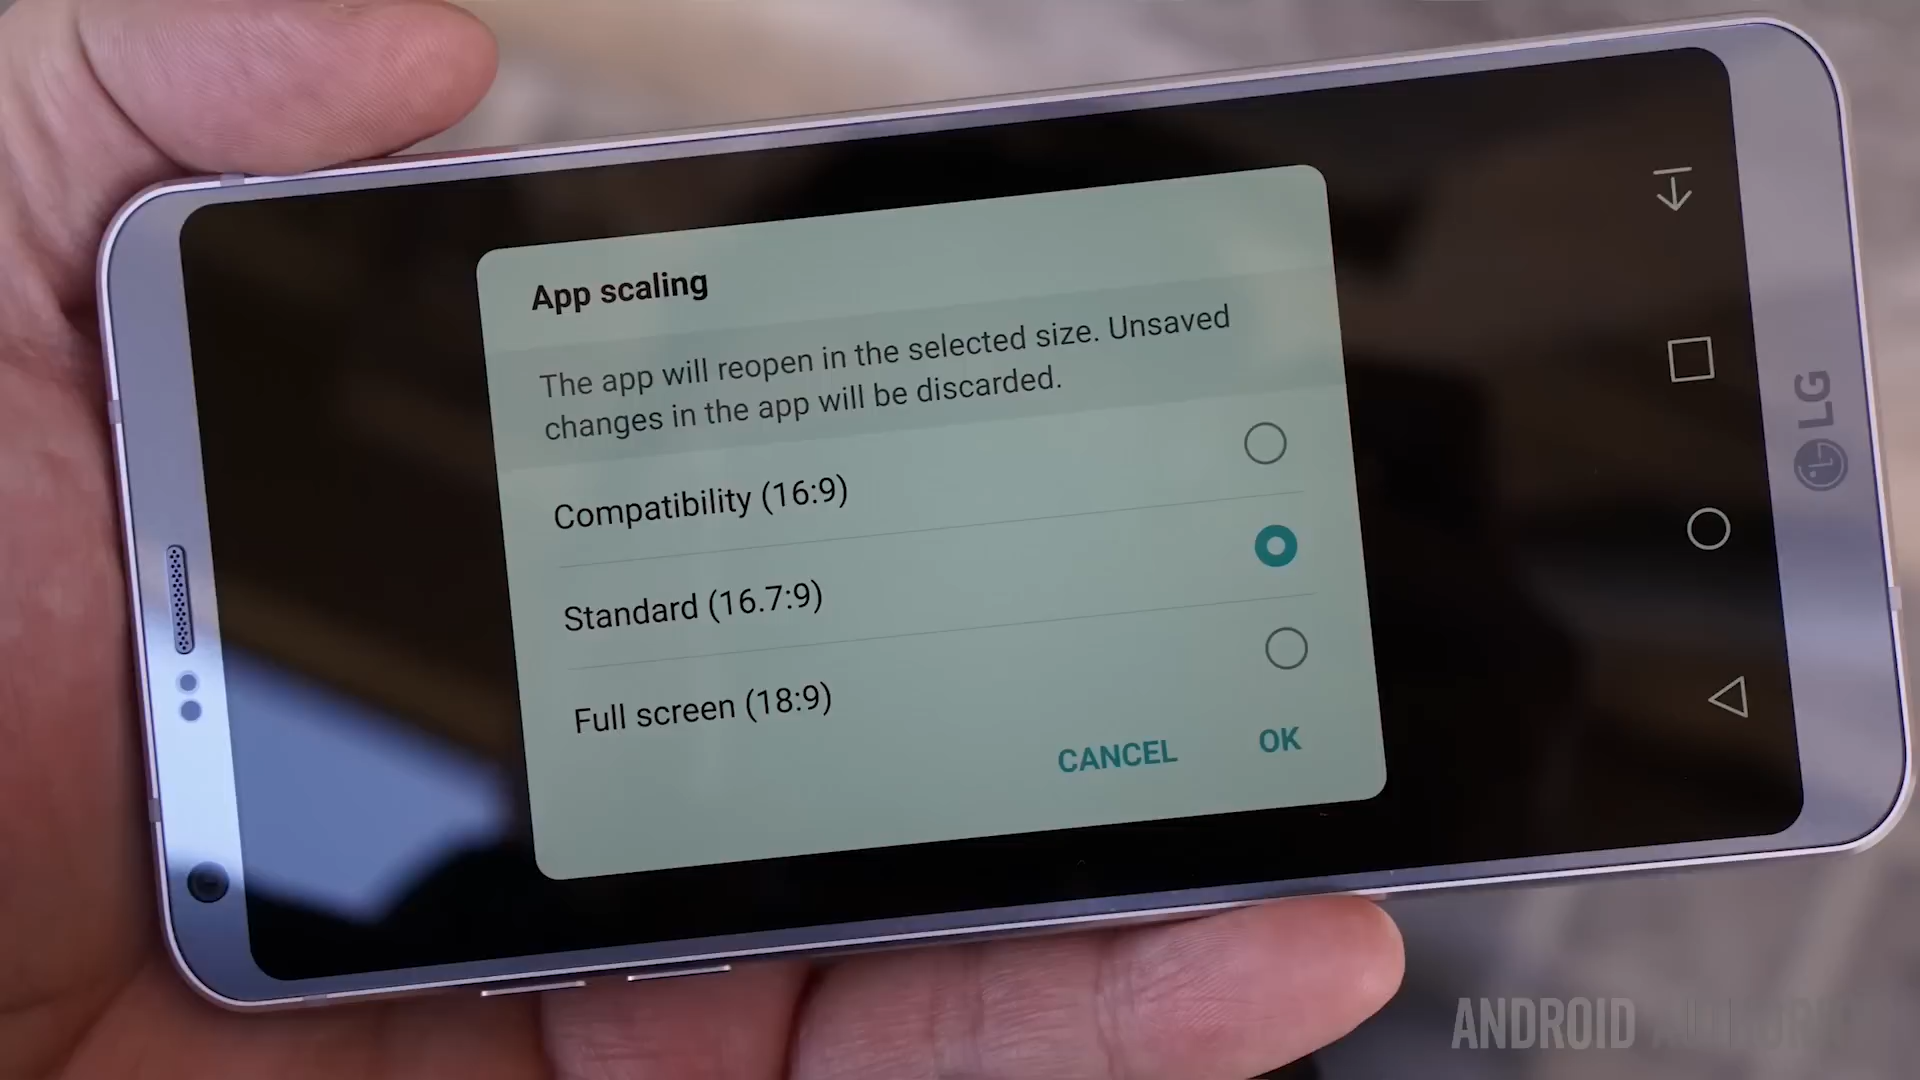 App scaling
The app will reopen in the selected size. Unsaved
changes in the app will be discarded.
Compatibility (16:9)
Standard (16.7:9)
Full screen (18:9)
CANCEL OK
LG
ANDROID